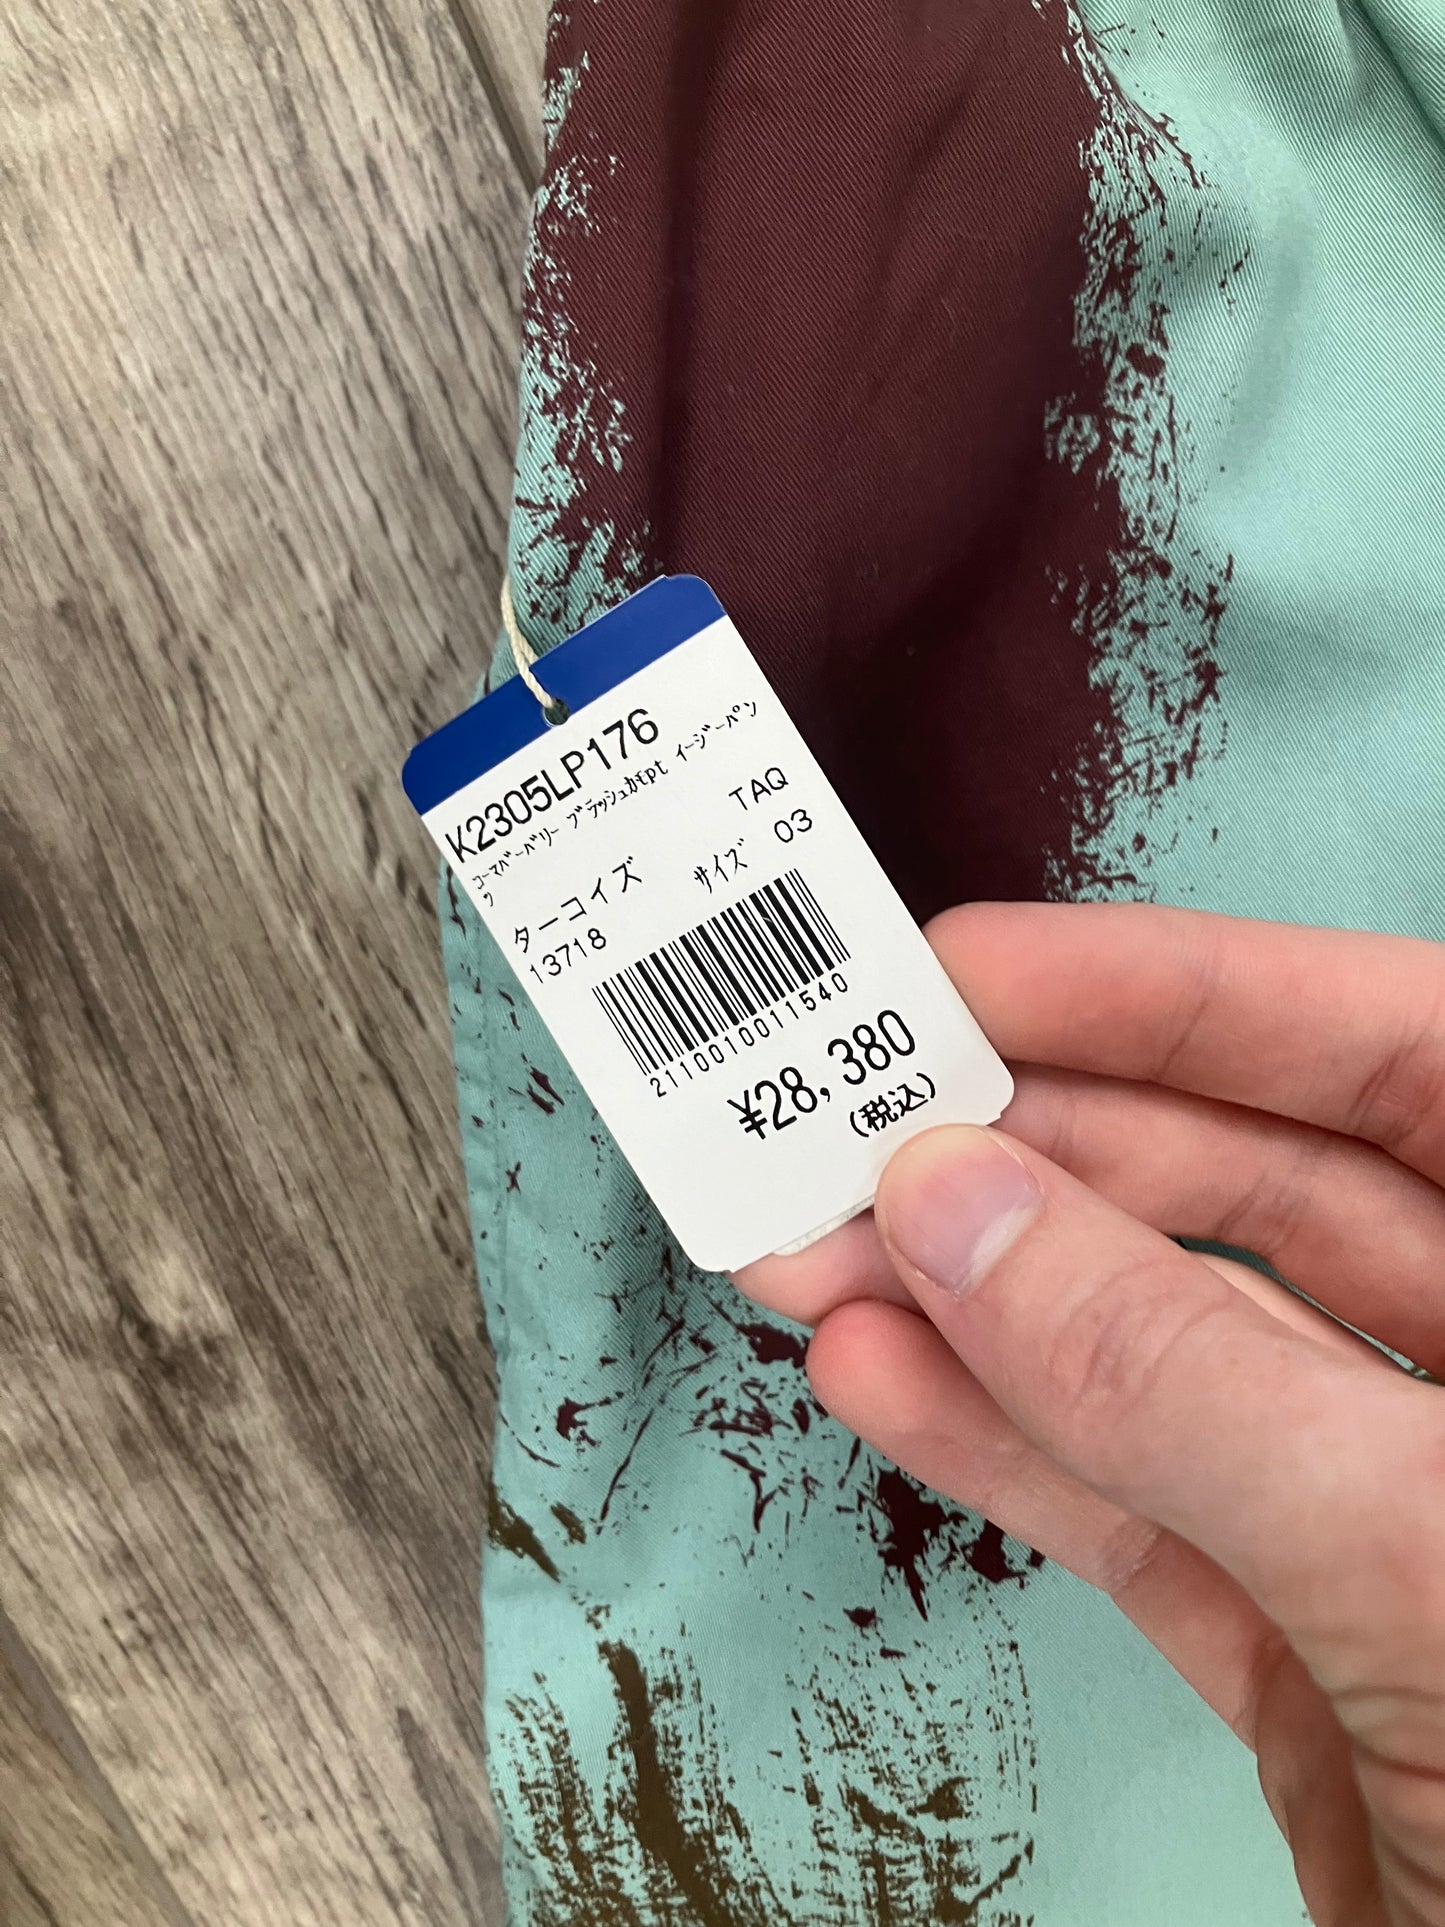 K2305LP176
コーマバーバリー ブラッシュカモpt イージーパン
ツ
TAQ
ターコイズ サイズ 03
13718
2110010011540
¥28,380
(税込)